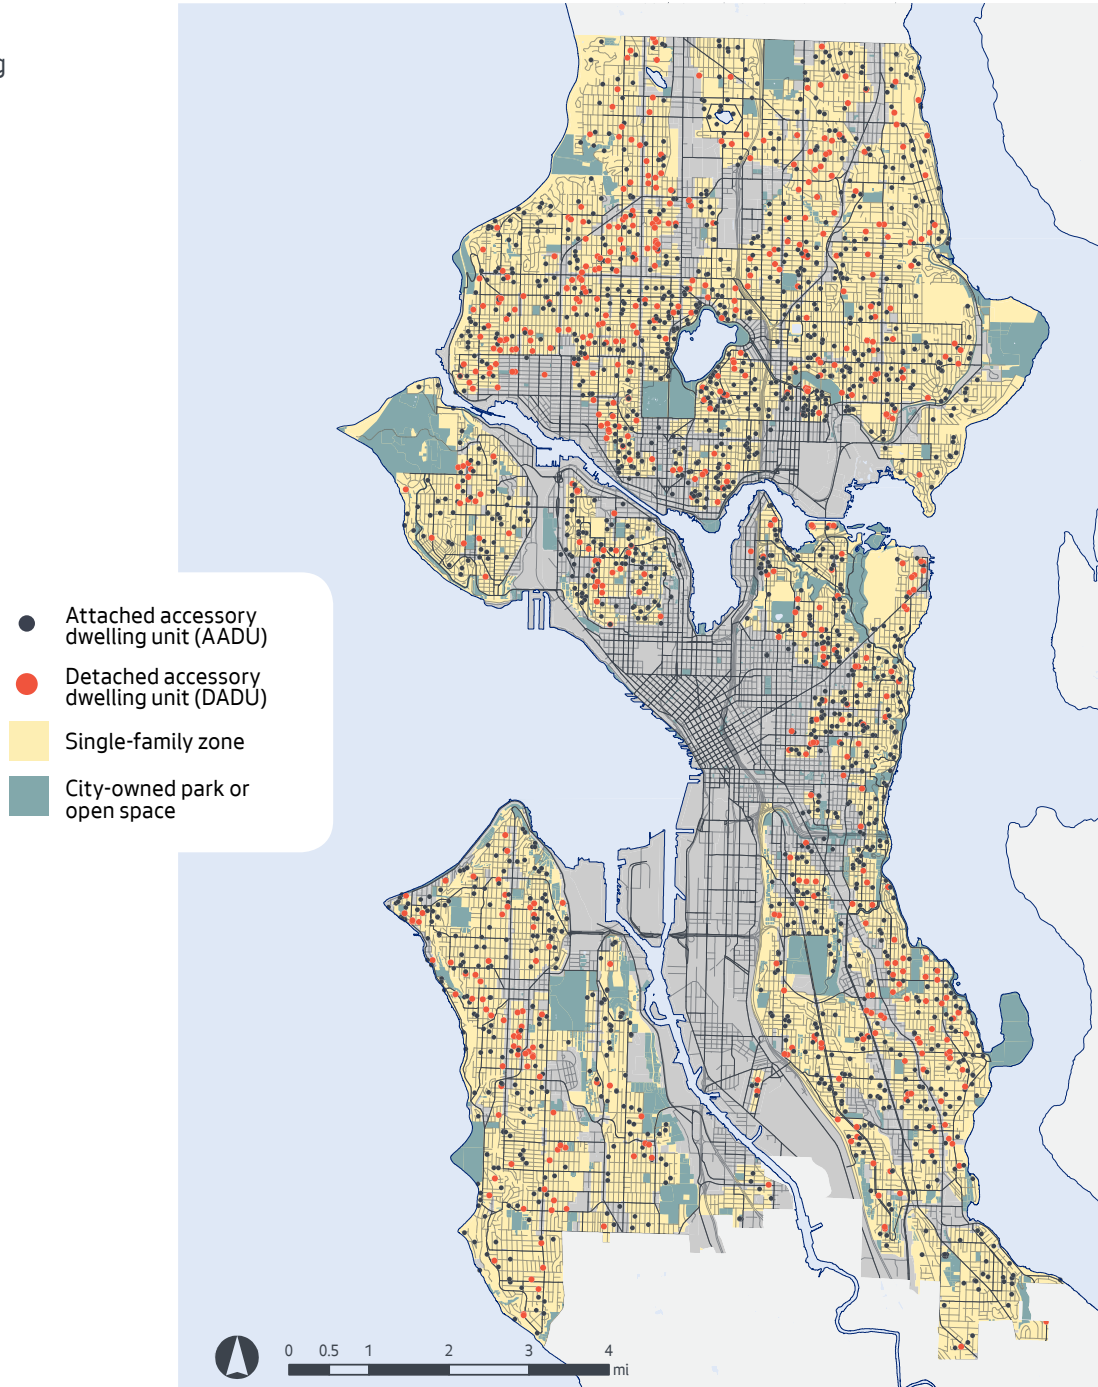 g
Attached accessory
dwelling unit (AADU)
Detached accessory
dwelling unit (DADU)
Single-family zone
City-owned park or
open space
0 0.5 1 2 3 4
mi